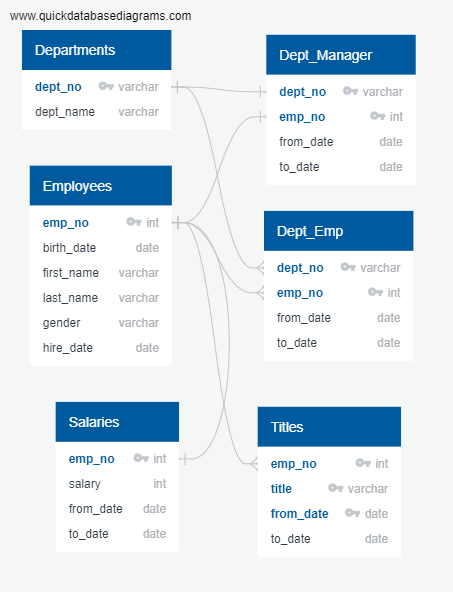 www.quickdatabasediagrams.com
Departments
dept_no varchar
dept_name varchar
Dept_Manager
dept_no varchar
emp_no int
from_date date
to_date date
Employees
emp_no int
birth_date date
first_name varchar
last_name varchar
gender varchar
hire_date date
Dept_Emp
dept_no varchar
emp_no int
from_date date
to_date date
Salaries
emp_no int
salary int
from_date date
to_date date
Titles
emp_no int
title varchar
from_date date
to_date date